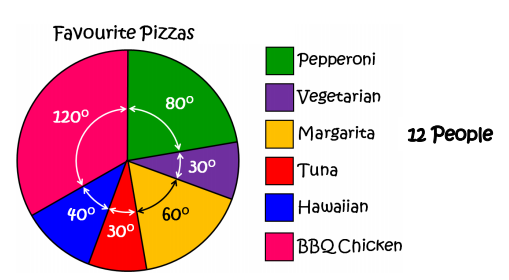 Favourite Pizzas
120°
80°
30°
60°
30°
40°
Pepperoni
Vegetarian
Margarita
Tuna
Hawaiian
BBQ Chicken
12 People